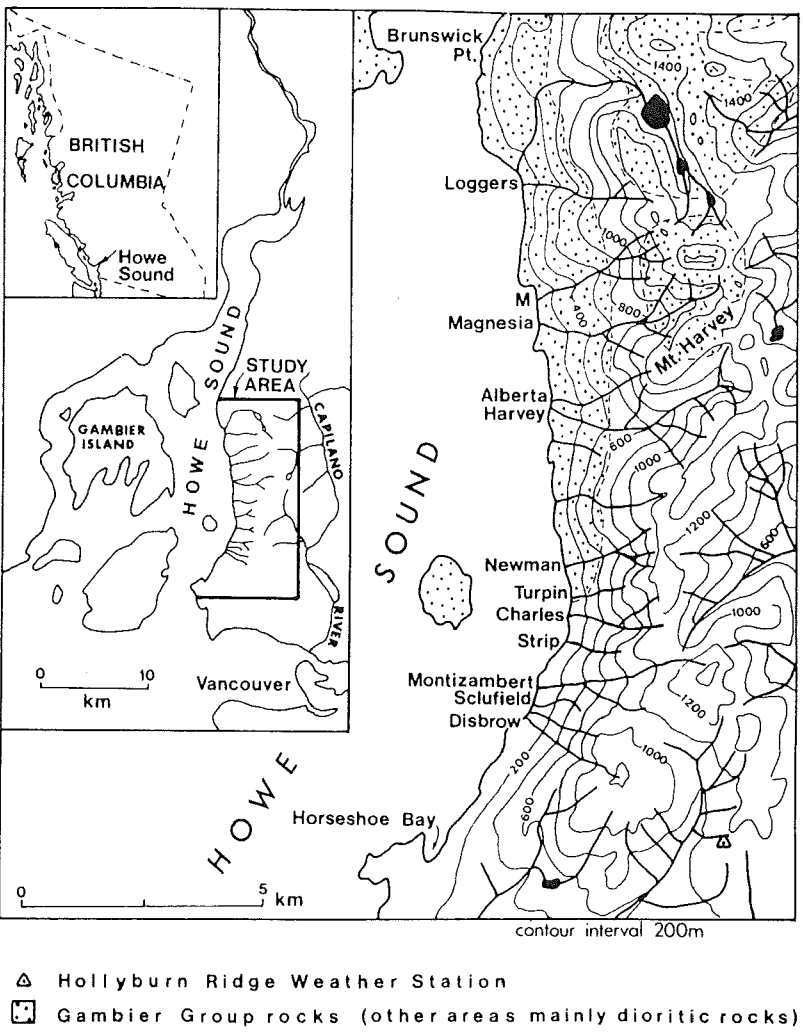 BRITISH
COLUMBIA
Howe
Sound
HOWE SOUND
STUDY
AREA
GAMBIER
ISLAND
CAPILANO
RIVER
0 10
km
Vancouver
HOWE SOUND
0 5 km
Brunswick
Pt.
1400
1400
Loggers
1000
M
400
800
Magnesia
Mt. Harvey
Alberta
Harvey
600
1000
1200
600
Newman
Turpin
Charles
1000
Strip
Montizambert
Sclufield
1200
Disbrow
200
1000
600
Horseshoe Bay
contour interval 200m
Hollyburn Ridge Weather Station
Gambier Group rocks (other areas mainly dioritic rocks)